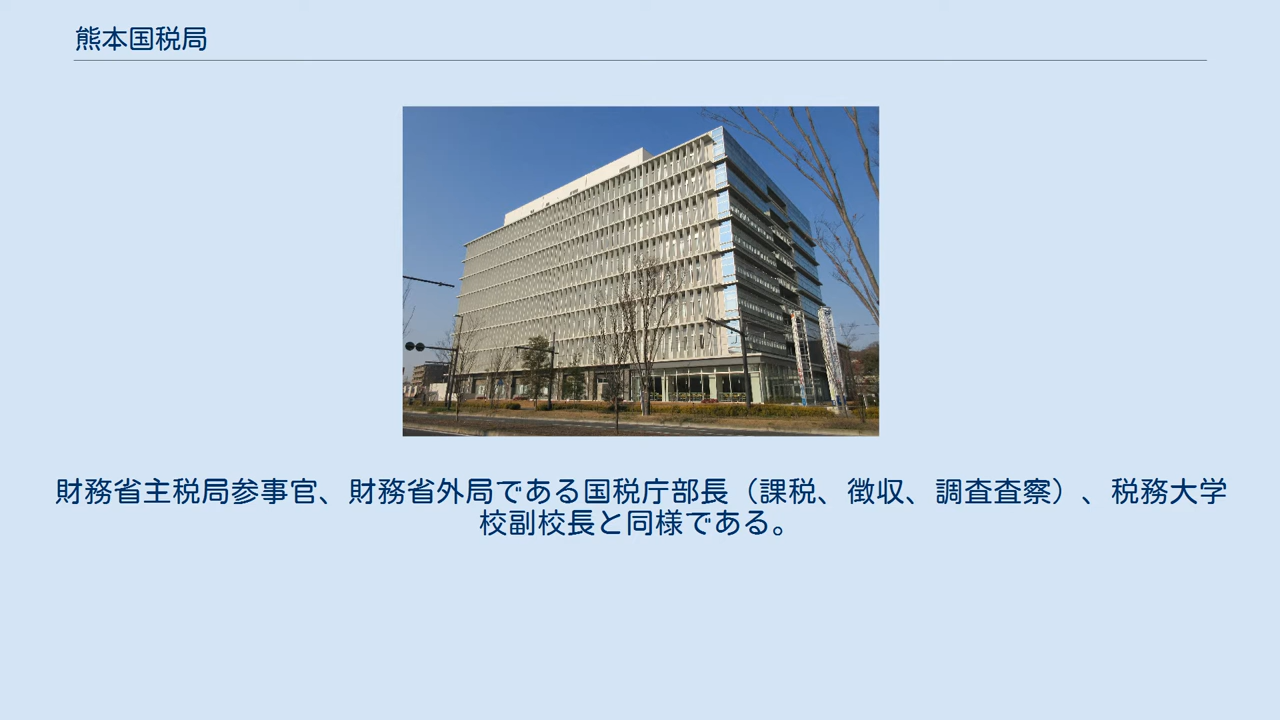 熊本国税局
財務省主税局参事官、財務省外局である国税庁部長（課税、徴収、調査査察）、税務大学
校副校長と同様である。